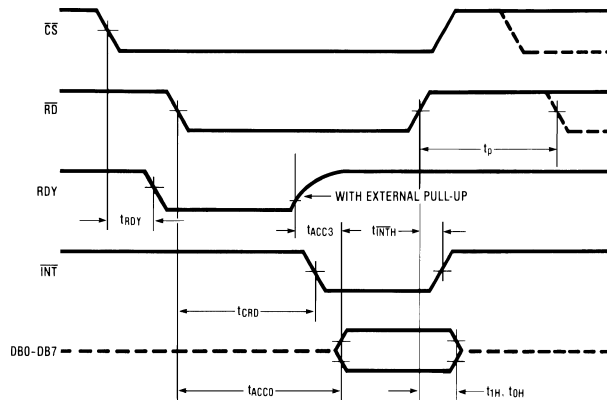 CS
RD
tp
RDY
WITH EXTERNAL PULL-UP
tRDY
tACC3
tINTH
INT
tCRD
DB0-DB7
tACC0
t1H, t0H